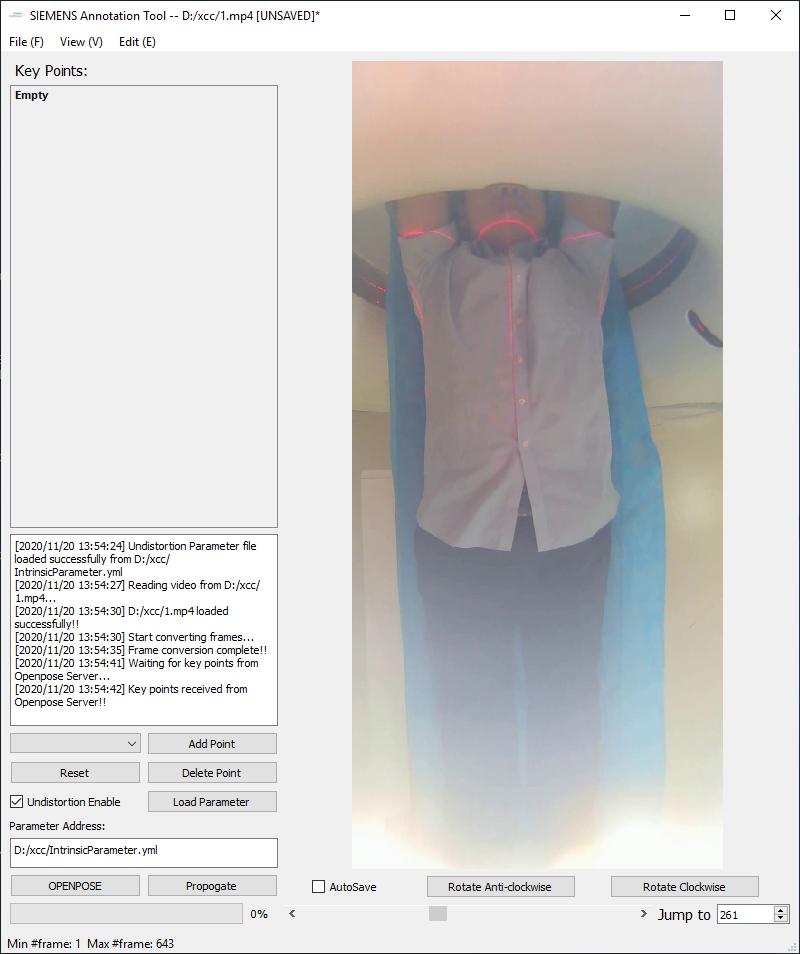 SIEMENS Annotation Tool -- D:/xcc/1.mp4 [UNSAVED]*
File (F) View (V) Edit (E)
Key Points:
Empty
[2020/11/20 13:54:24] Undistortion Parameter file
loaded successfully from D:/xcc/
IntrinsicParameter.yml
[2020/11/20 13:54:27] Reading video from D:/xcc/
1.mp4...
[2020/11/20 13:54:30] D:/xcc/1.mp4 loaded
successfully!!
[2020/11/20 13:54:30] Start converting frames...
[2020/11/20 13:54:35] Frame conversion complete!!
[2020/11/20 13:54:41] Waiting for key points from
Openpose Server...
[2020/11/20 13:54:42] Key points received from
Openpose Server!!
Add Point
Reset Delete Point
Undistortion Enable Load Parameter
Parameter Address:
D:/xcc/IntrinsicParameter.yml
OPENPOSE Propogate
AutoSave Rotate Anti-clockwise Rotate Clockwise
0% Jump to 261
Min #frame: 1 Max #frame: 643